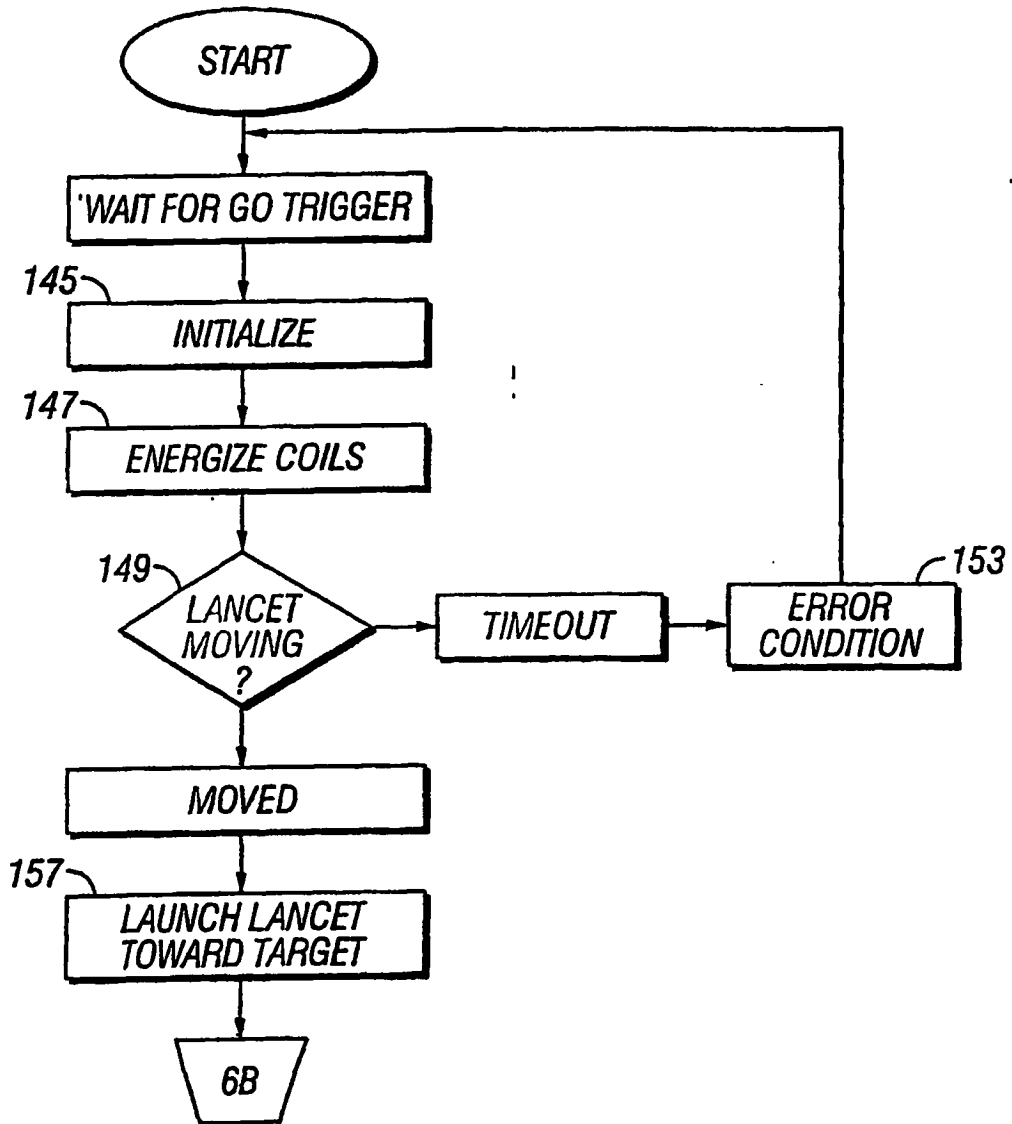 START
WAIT FOR GO TRIGGER
145
INITIALIZE
147
ENERGIZE COILS
149
LANCET
MOVING
?
TIMEOUT
153
ERROR
CONDITION
MOVED
157
LAUNCH LANCET
TOWARD TARGET
6B